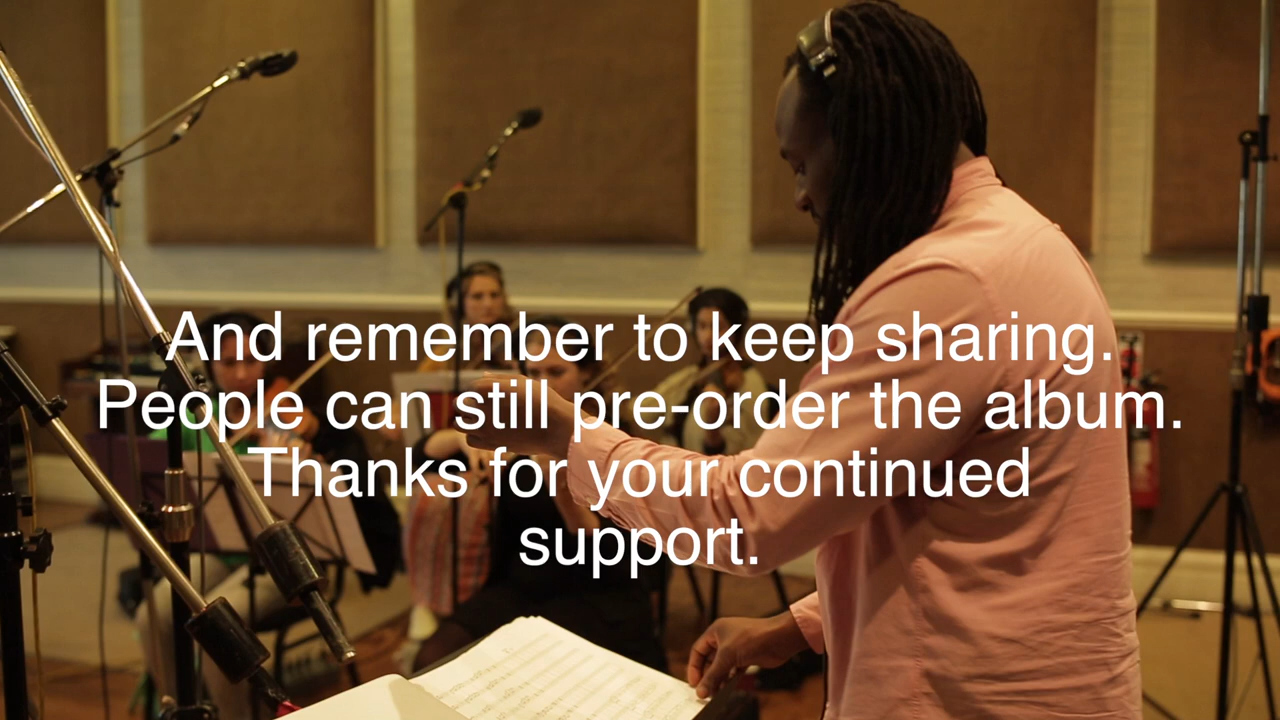 And remember to keep sharing.
People can still pre-order the album.
Thanks for your continued
support.